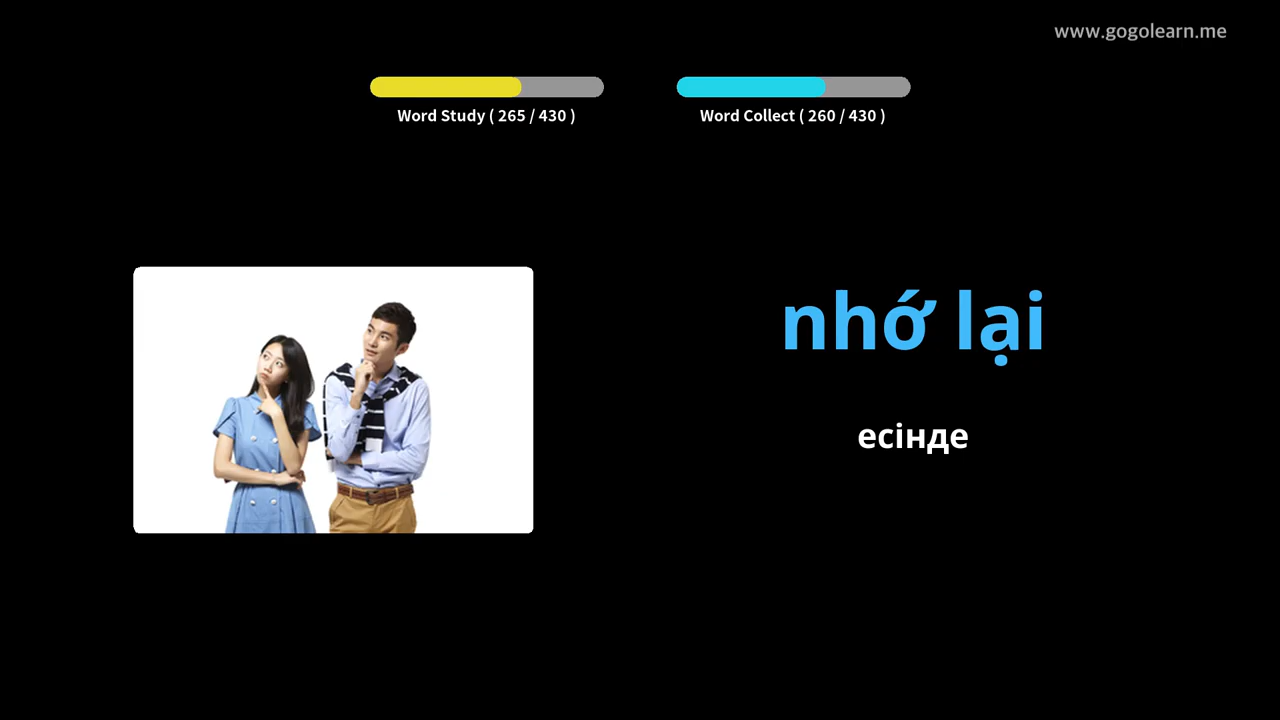 www.gogolearn.me
Word Study ( 265 / 430 )
Word Collect ( 260 / 430 )
nhớ lại
есінде